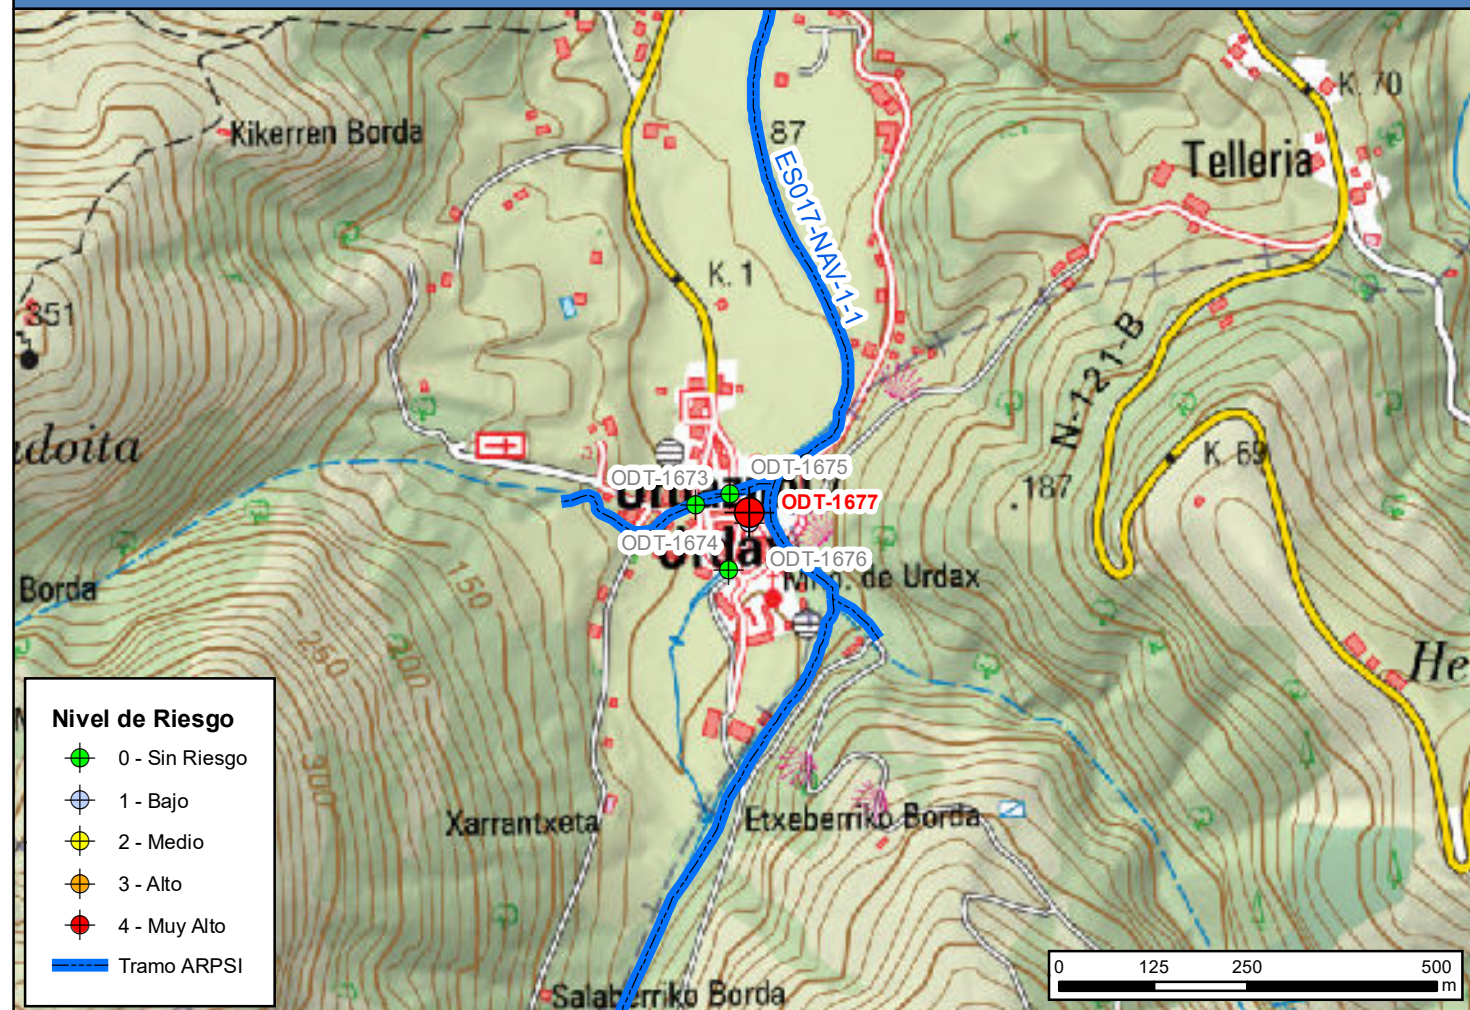 K. 70
Kikerren Borda
87
Telleria
ES017-NAV-1-1
K. 1
351
N-121-B
K. 69
ODT-1673
ODT-1675
187
ODT-1677
ODT-1674
ODT-1676
de Urdax
Borda
150
250
200
He
300
Nivel de Riesgo
0 - Sin Riesgo
1 - Bajo
2 - Medio
3 - Alto
4 - Muy Alto
Tramo ARPSI
Xarrantxeta
Etxeberriko Borda
Salaberriko Borda
0 125 250 500
m